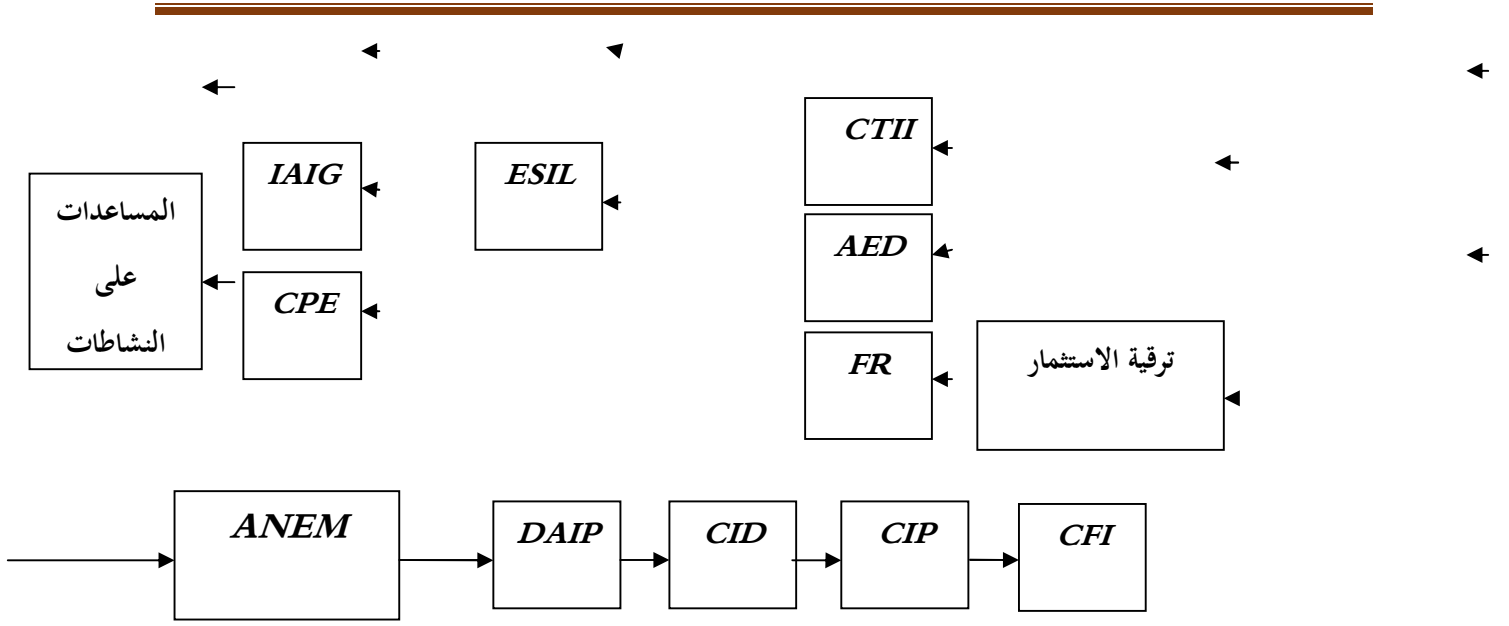 CTII
IAIG
ESIL
المساعدات
على
النشاطات
AED
CPE
FR
ترقية الاستثمار
ANEM
DAIP
CID
CIP
CFI